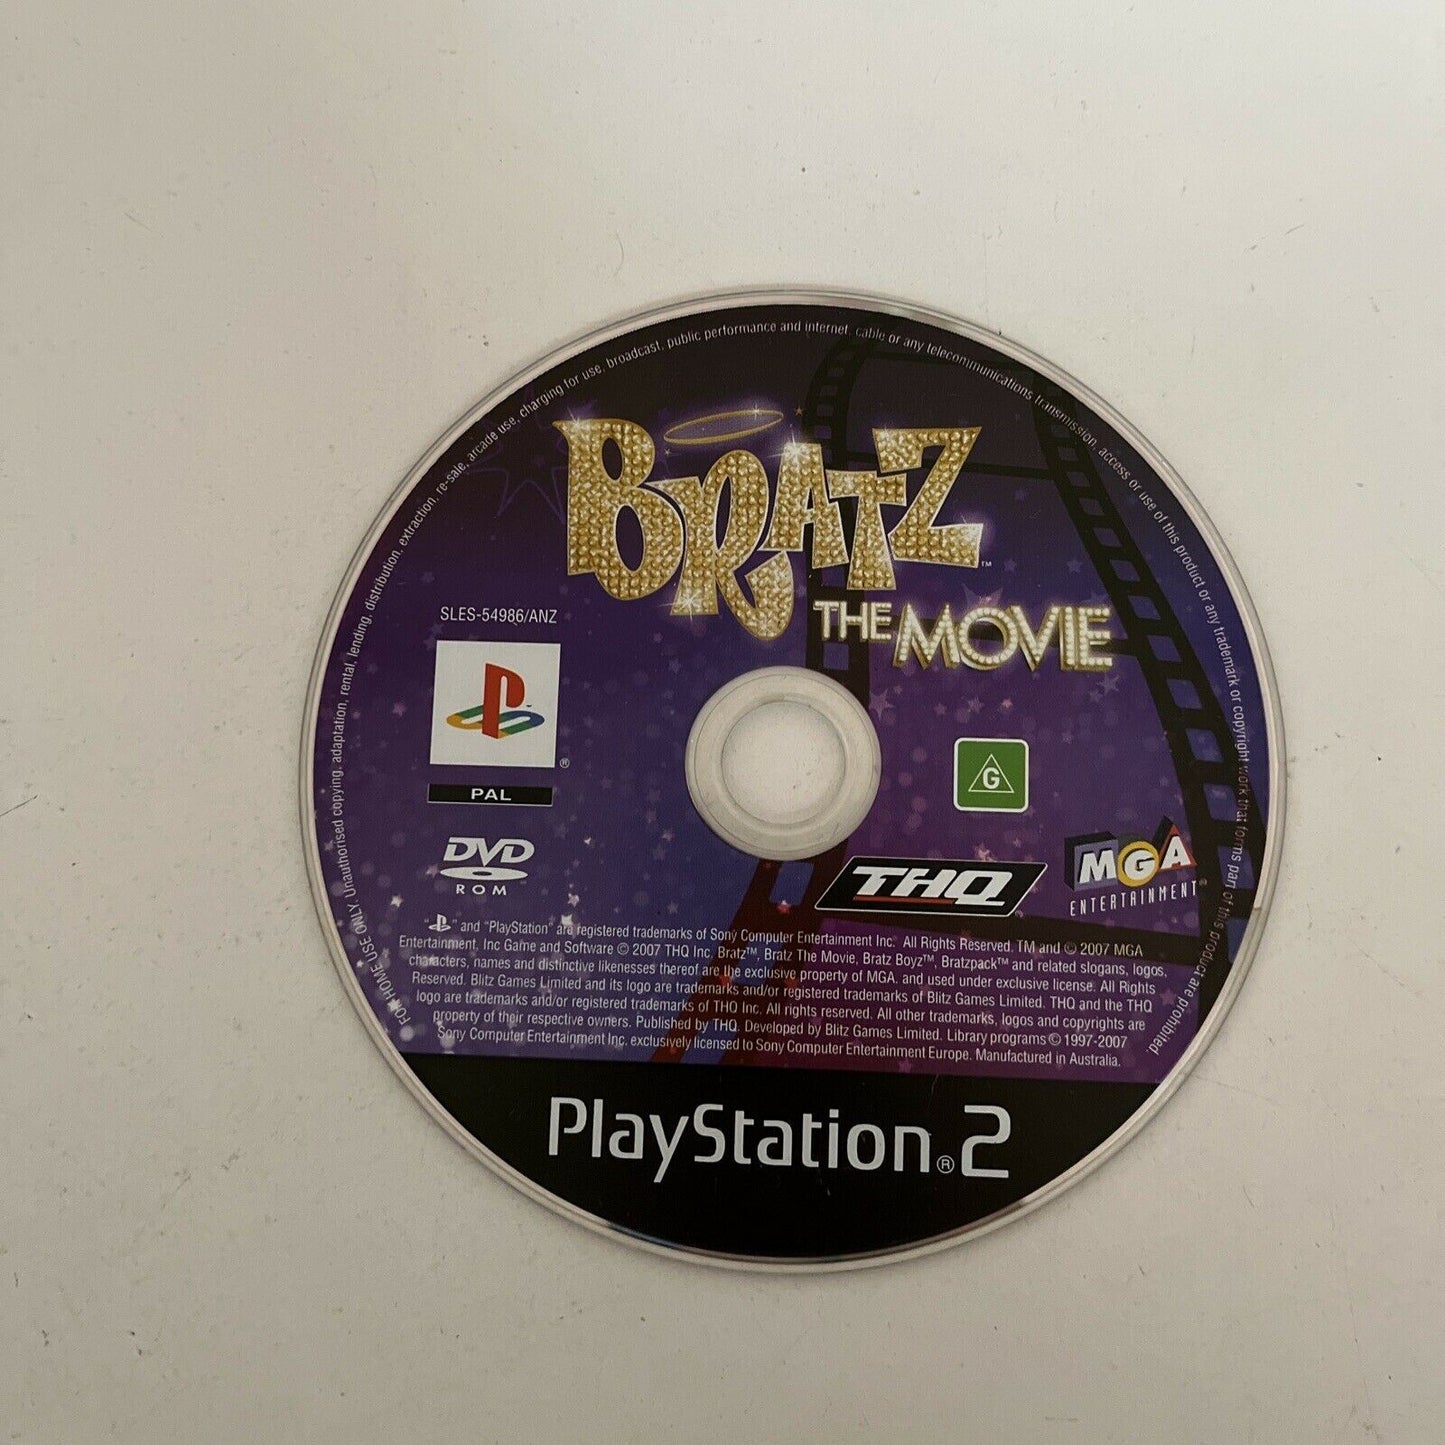 FOR HOME USE ONLY. Unauthorised copying, adaptation, rental, lending, distribution, extraction, re-sale, arcade use, charging for use, broadcast, public performance and internet, cable or any telecommunications transmission, access or use of this product or any trademark or copyright work that forms part of this product are prohibited.
BRATZ™
THE MOVIE
SLES-54986/ANZ
®
PAL
G
DVD
ROM
THQ
MGA
ENTERTAINMENT®
" " and "PlayStation" are registered trademarks of Sony Computer Entertainment Inc. All Rights Reserved. TM and © 2007 MGA
Entertainment, Inc Game and Software © 2007 THQ Inc. Bratz™, Bratz The Movie, Bratz Boyz™, Bratzpack™ and related slogans, logos,
characters, names and distinctive likenesses thereof are the exclusive property of MGA. and used under exclusive license. All Rights
Reserved. Blitz Games Limited and its logo are trademarks and/or registered trademarks of Blitz Games Limited. THQ and the THQ
logo are trademarks and/or registered trademarks of THQ Inc. All rights reserved. All other trademarks, logos and copyrights are
property of their respective owners. Published by THQ. Developed by Blitz Games Limited. Library programs © 1997-2007
Sony Computer Entertainment Inc. exclusively licensed to Sony Computer Entertainment Europe. Manufactured in Australia.
PlayStation®2